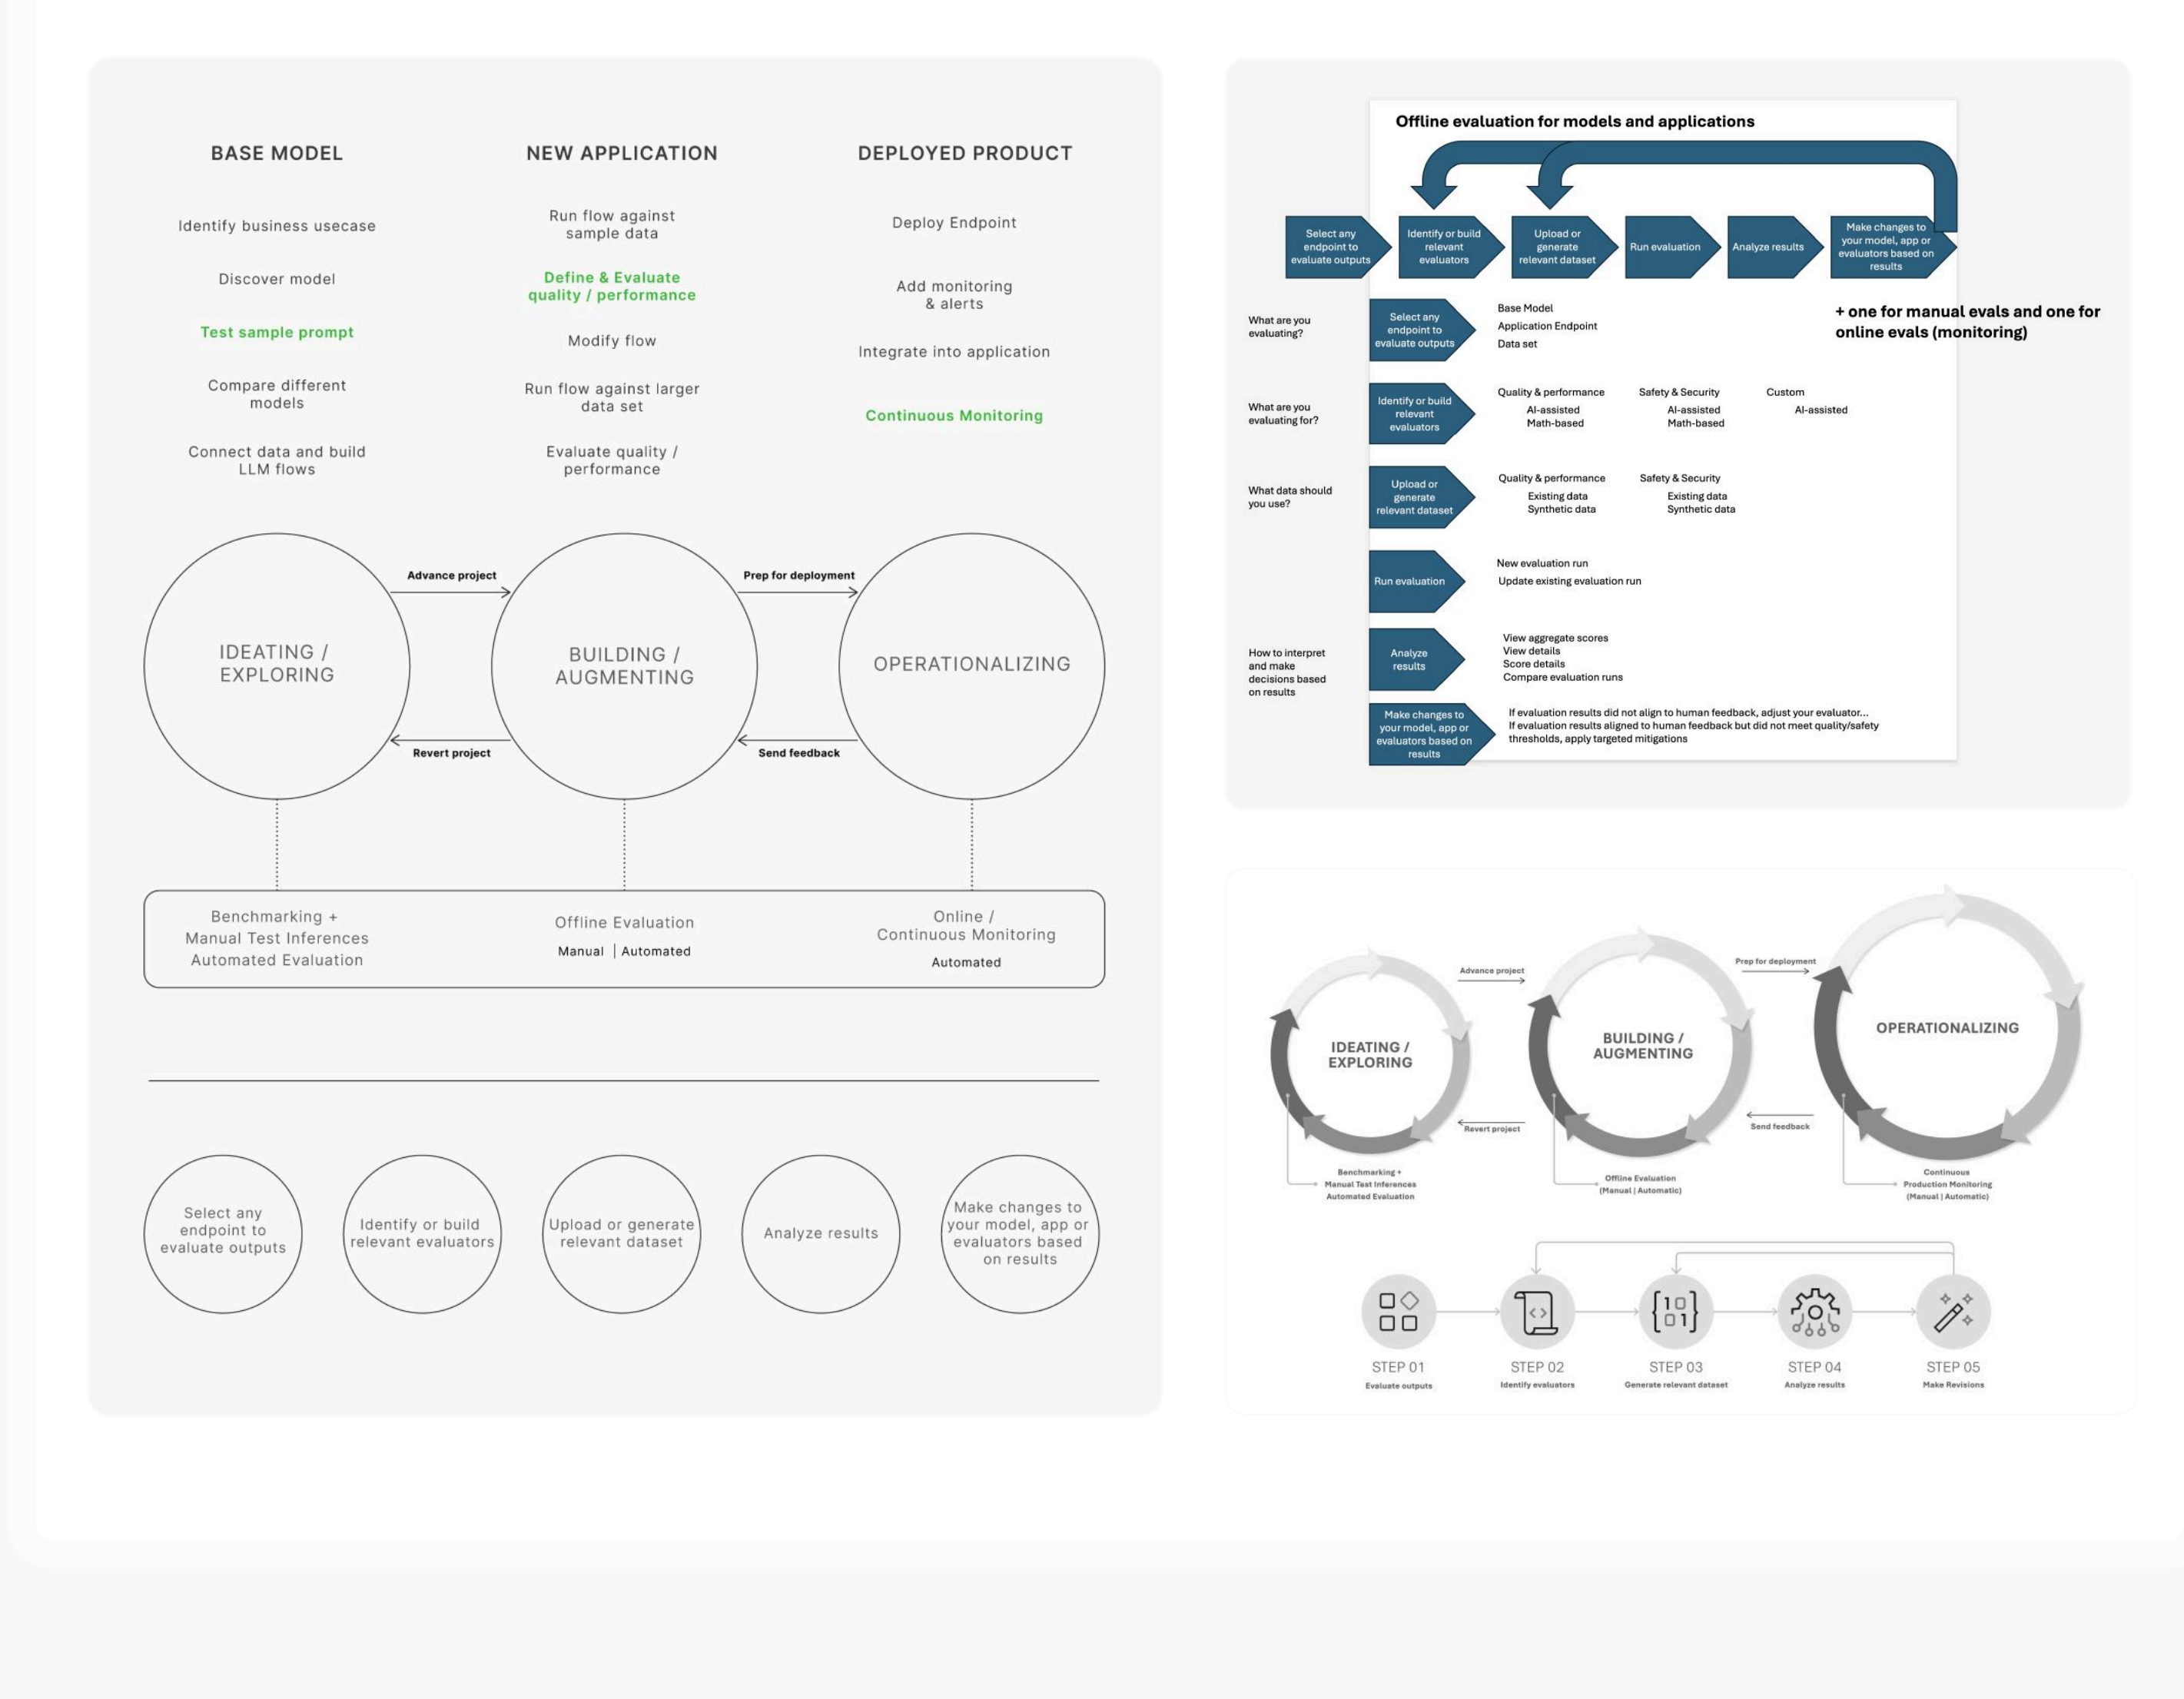 BASE MODEL
Identify business usecase
Discover model
Test sample prompt
Compare different
models
Connect data and build
LLM flows
NEW APPLICATION
Run flow against
sample data
Define & Evaluate
quality / performance
Modify flow
Run flow against larger
data set
Evaluate quality /
performance
DEPLOYED PRODUCT
Deploy Endpoint
Add monitoring
& alerts
Integrate into application
Continuous Monitoring
IDEATING /
EXPLORING
Advance project
Revert project
BUILDING /
AUGMENTING
Prep for deployment
Send feedback
OPERATIONALIZING
Benchmarking +
Manual Test Inferences
Automated Evaluation
Offline Evaluation
Manual | Automated
Online /
Continuous Monitoring
Automated
Select any
endpoint to
evaluate outputs
Identify or build
relevant evaluators
Upload or generate
relevant dataset
Analyze results
Make changes to
your model, app or
evaluators based
on results
Offline evaluation for models and applications
Select any
endpoint to
evaluate outputs
Identify or build
relevant
evaluators
Upload or
generate
relevant dataset
Run evaluation
Analyze results
Make changes to
your model, app or
evaluators based on
results
+ one for manual evals and one for
online evals (monitoring)
What are you
evaluating?
Select any
endpoint to
evaluate outputs
Base Model
Application Endpoint
Data set
What are you
evaluating for?
Identify or build
relevant
evaluators
Quality & performance
AI-assisted
Math-based
Safety & Security
AI-assisted
Math-based
Custom
AI-assisted
What data should
you use?
Upload or
generate
relevant dataset
Quality & performance
Existing data
Synthetic data
Safety & Security
Existing data
Synthetic data
Run evaluation
New evaluation run
Update existing evaluation run
How to interpret
and make
decisions based
on results
Analyze
results
View aggregate scores
View details
Score details
Compare evaluation runs
Make changes to
your model, app or
evaluators based on
results
If evaluation results did not align to human feedback, adjust your evaluator...
If evaluation results aligned to human feedback but did not meet quality/safety
thresholds, apply targeted mitigations
IDEATING /
EXPLORING
Advance project
Revert project
BUILDING /
AUGMENTING
Prep for deployment
Send feedback
OPERATIONALIZING
Benchmarking +
Manual Test Inferences
Automated Evaluation
Offline Evaluation
(Manual | Automatic)
Continuous
Production Monitoring
(Manual | Automatic)
10
01
STEP 01
Evaluate outputs
STEP 02
Identify evaluators
STEP 03
Generate relevant dataset
STEP 04
Analyze results
STEP 05
Make Revisions